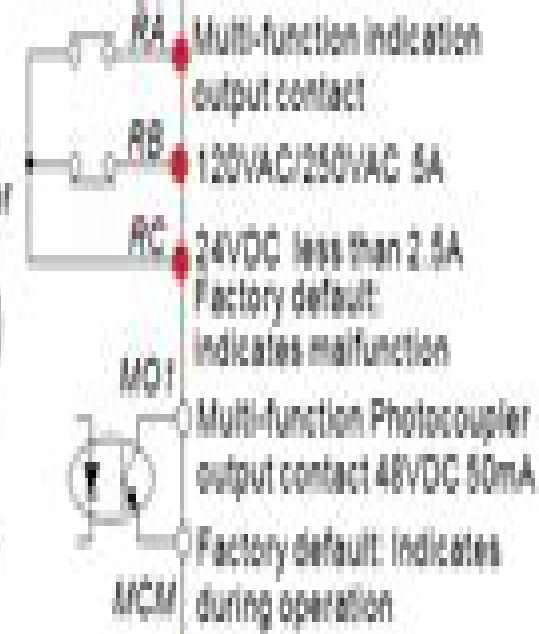 RA
Multi-function indication
output contact
RB
120VAC/250VAC 5A
RC
24VDC less than 2.5A
Factory default:
indicates malfunction
MO1
Multi-function Photocoupler
output contact 48VDC 50mA
Factory default: Indicates
during operation
MCM